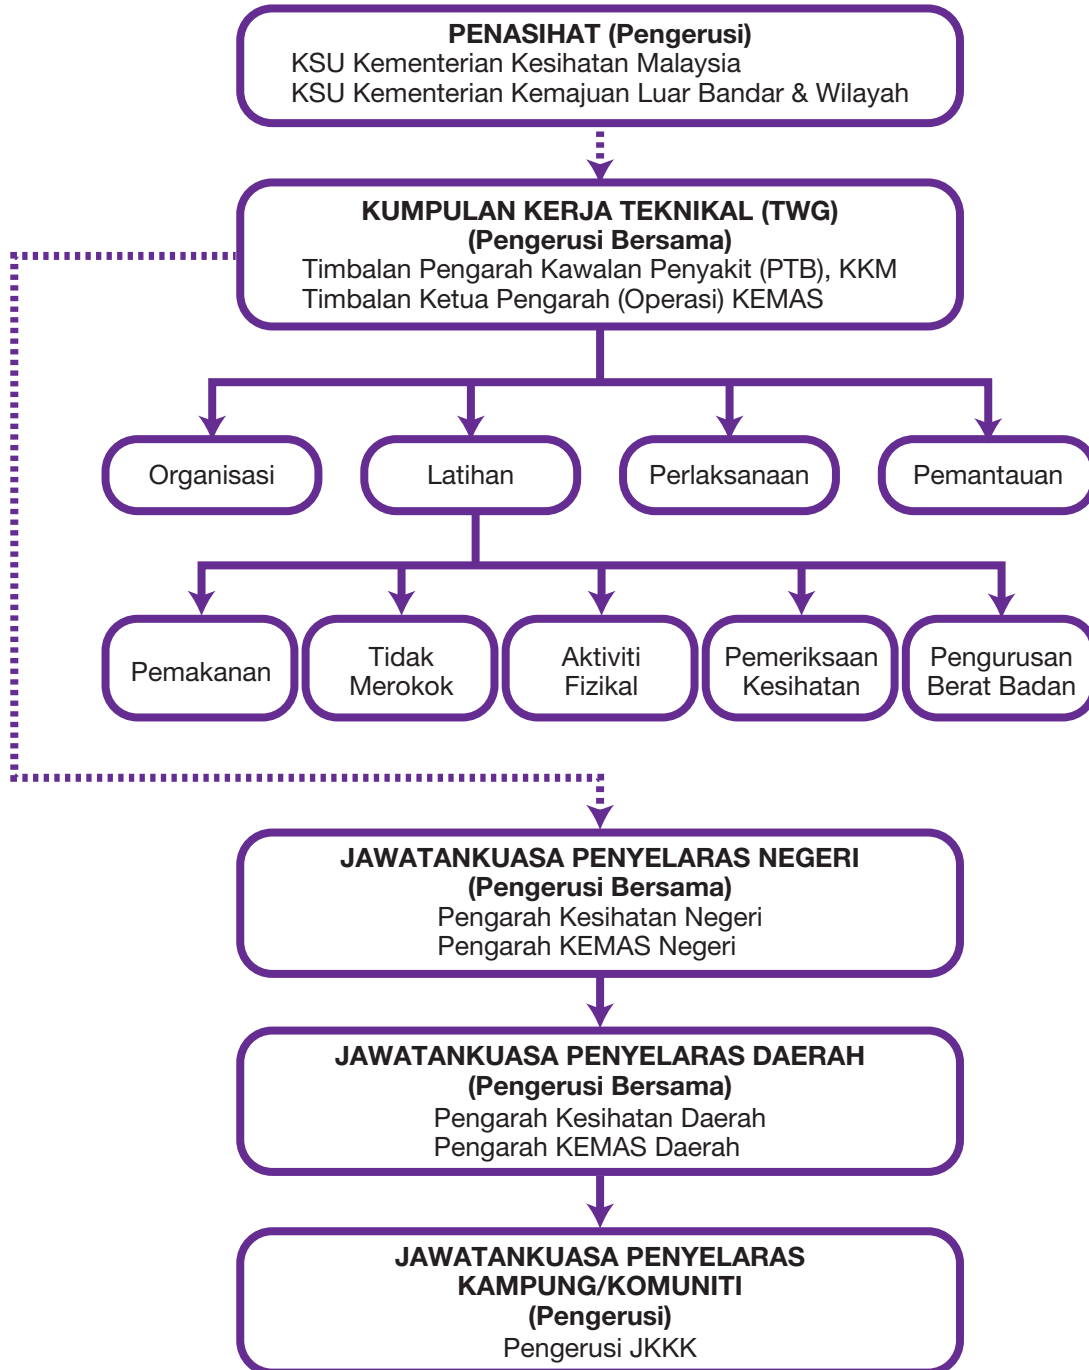 PENASIHAT (Pengerusi)
KSU Kementerian Kesihatan Malaysia
KSU Kementerian Kemajuan Luar Bandar & Wilayah
KUMPULAN KERJA TEKNIKAL (TWG)
(Pengerusi Bersama)
Timbalan Pengarah Kawalan Penyakit (PTB), KKM
Timbalan Ketua Pengarah (Operasi) KEMAS
Organisasi
Latihan
Perlaksanaan
Pemantauan
Pemakanan
Tidak
Merokok
Aktiviti
Fizikal
Pemeriksaan
Kesihatan
Pengurusan
Berat Badan
JAWATANKUASA PENYELARAS NEGERI
(Pengerusi Bersama)
Pengarah Kesihatan Negeri
Pengarah KEMAS Negeri
JAWATANKUASA PENYELARAS DAERAH
(Pengerusi Bersama)
Pengarah Kesihatan Daerah
Pengarah KEMAS Daerah
JAWATANKUASA PENYELARAS
KAMPUNG/KOMUNITI
(Pengerusi)
Pengerusi JKKK